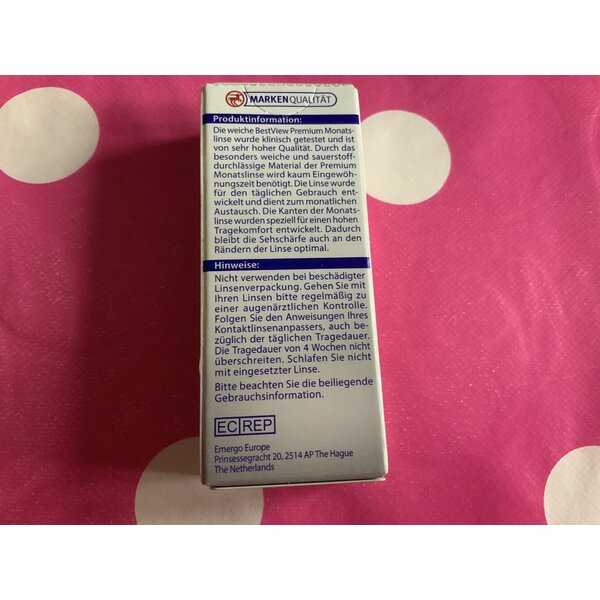 MARKENQUALITÄT
Produktinformation:
Die weiche BestView Premium Monats-
linse wurde klinisch getestet und ist
von sehr hoher Qualität. Durch das
besonders weiche und sauerstoff-
durchlässige Material der Premium
Monatslinse wird kaum Eingewöh-
nungszeit benötigt. Die Linse wurde
für den täglichen Gebrauch ent-
wickelt und dient zum monatlichen
Austausch. Die Kanten der Monats-
linse wurden speziell für einen hohen
Tragekomfort entwickelt. Dadurch
bleibt die Sehschärfe auch an den
Rändern der Linse optimal.
Hinweise:
Nicht verwenden bei beschädigter
Linsenverpackung. Gehen Sie mit
Ihren Linsen bitte regelmäßig zu
einer augenärztlichen Kontrolle.
Folgen Sie den Anweisungen Ihres
Kontaktlinsenanpassers, auch be-
züglich der täglichen Tragedauer.
Die Tragedauer von 4 Wochen nicht
überschreiten. Schlafen Sie nicht
mit eingesetzter Linse.
Bitte beachten Sie die beiliegende
Gebrauchsinformation.
EC REP
Emergo Europe
Prinsessegracht 20, 2514 AP The Hague
The Netherlands